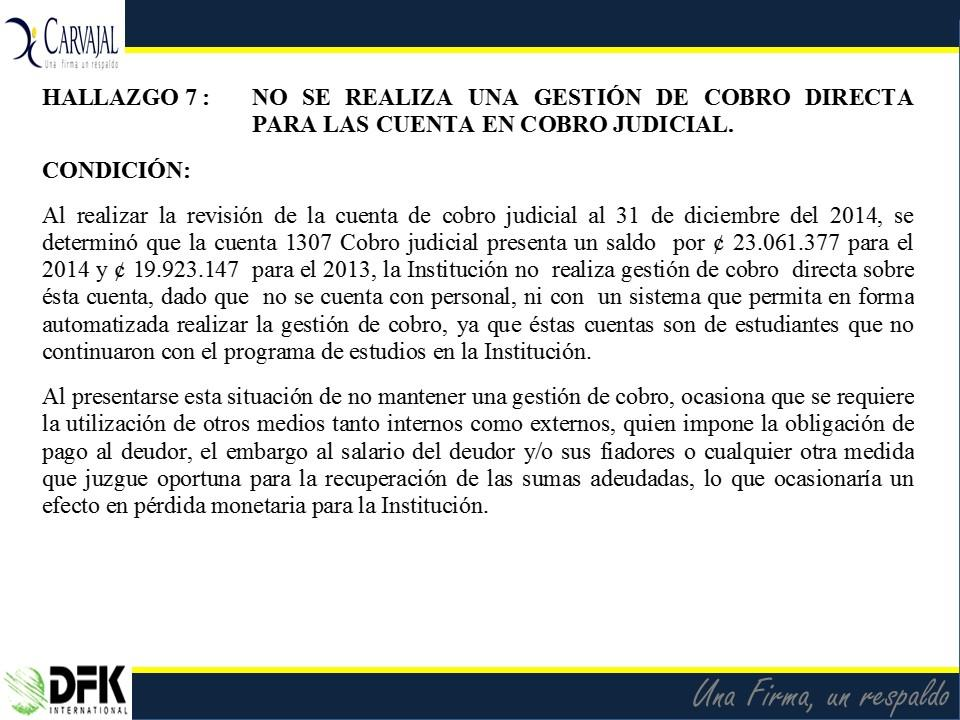 CARVAJAL
Una firma un respaldo
HALLAZGO 7 : NO SE REALIZA UNA GESTIÓN DE COBRO DIRECTA
PARA LAS CUENTA EN COBRO JUDICIAL.
CONDICIÓN:
Al realizar la revisión de la cuenta de cobro judicial al 31 de diciembre del 2014, se
determinó que la cuenta 1307 Cobro judicial presenta un saldo por ¢ 23.061.377 para el
2014 y ¢ 19.923.147 para el 2013, la Institución no realiza gestión de cobro directa sobre
ésta cuenta, dado que no se cuenta con personal, ni con un sistema que permita en forma
automatizada realizar la gestión de cobro, ya que éstas cuentas son de estudiantes que no
continuaron con el programa de estudios en la Institución.
Al presentarse esta situación de no mantener una gestión de cobro, ocasiona que se requiere
la utilización de otros medios tanto internos como externos, quien impone la obligación de
pago al deudor, el embargo al salario del deudor y/o sus fiadores o cualquier otra medida
que juzgue oportuna para la recuperación de las sumas adeudadas, lo que ocasionaría un
efecto en pérdida monetaria para la Institución.
DFK
INTERNATIONAL
Una Firma, un respaldo